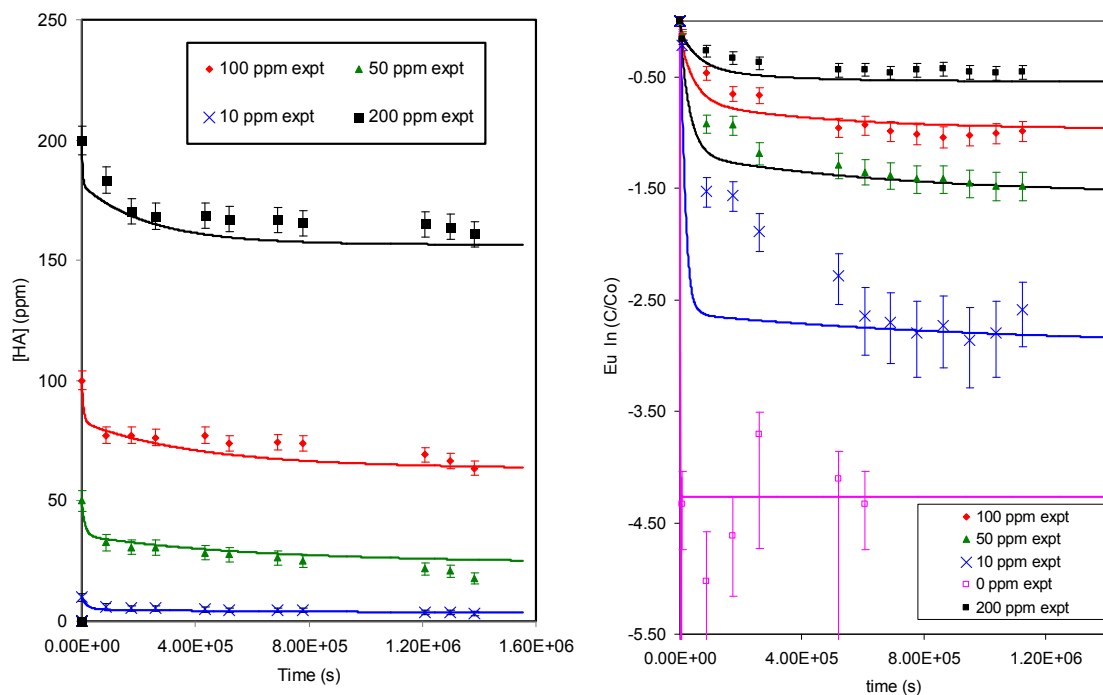 250
200
150
100
50
0
[HA] (ppm)
100 ppm expt
50 ppm expt
10 ppm expt
200 ppm expt
0.00E+00
4.00E+05
8.00E+05
1.20E+06
1.60E+06
Time (s)
-0.50
-1.50
-2.50
-3.50
-4.50
-5.50
Eu ln (C/Co)
100 ppm expt
50 ppm expt
10 ppm expt
0 ppm expt
200 ppm expt
0.00E+00
4.00E+05
8.00E+05
1.20E+06
time (s)